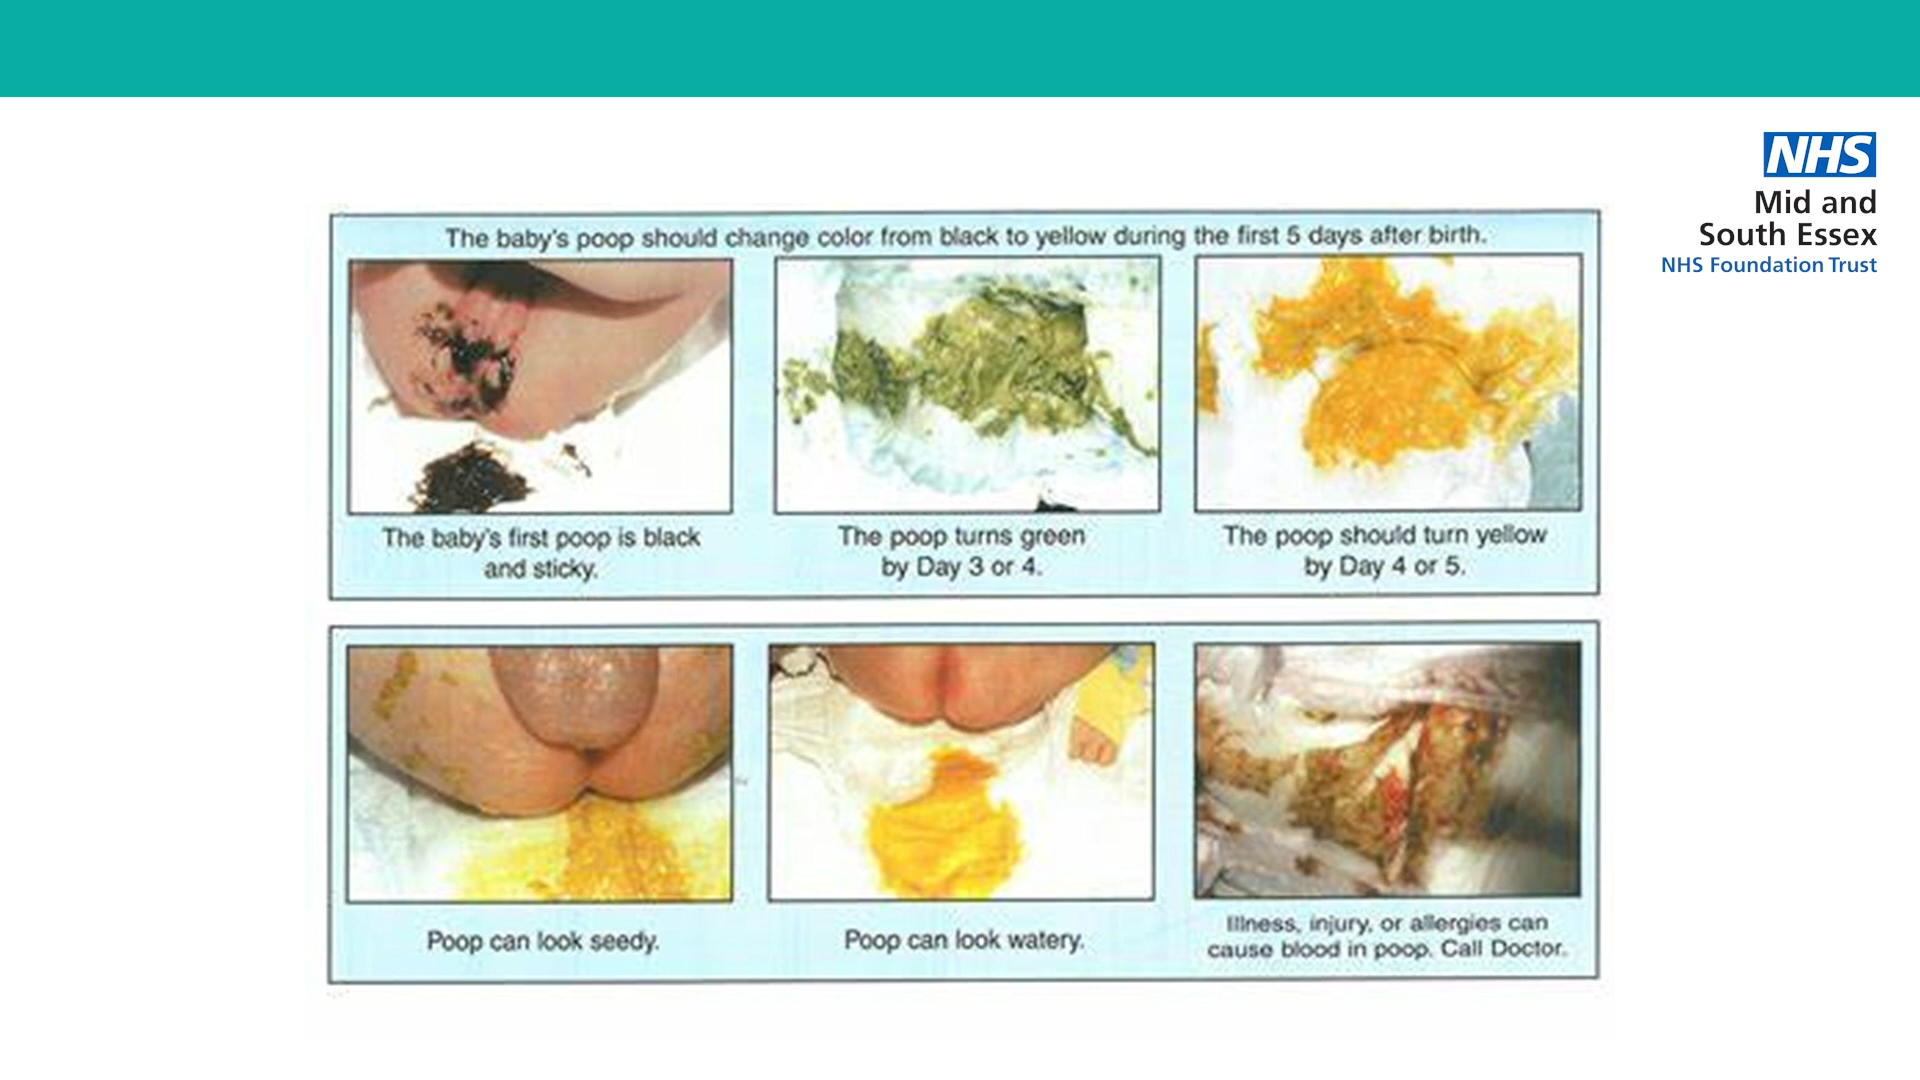 NHS
Mid and
South Essex
NHS Foundation Trust
The baby's poop should change color from black to yellow during the first 5 days after birth.
The baby's first poop is black
and sticky.
The poop turns green
by Day 3 or 4.
The poop should turn yellow
by Day 4 or 5.
Poop can look seedy.
Poop can look watery.
Illness, injury, or allergies can
cause blood in poop. Call Doctor.